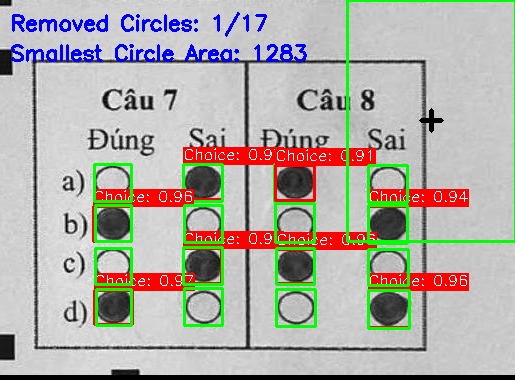 Removed Circles: 1/17
Smallest Circle Area: 1283
Câu 7 Câu 8
Đúng Sai Đúng Sai
Choice: 0.9 Choice: 0.91
a)
Choice: 0.96 Choice: 0.94
b)
Choice: 0.9 Choice: 0.95
c)
Choice: 0.97 Choice: 0.96
d)